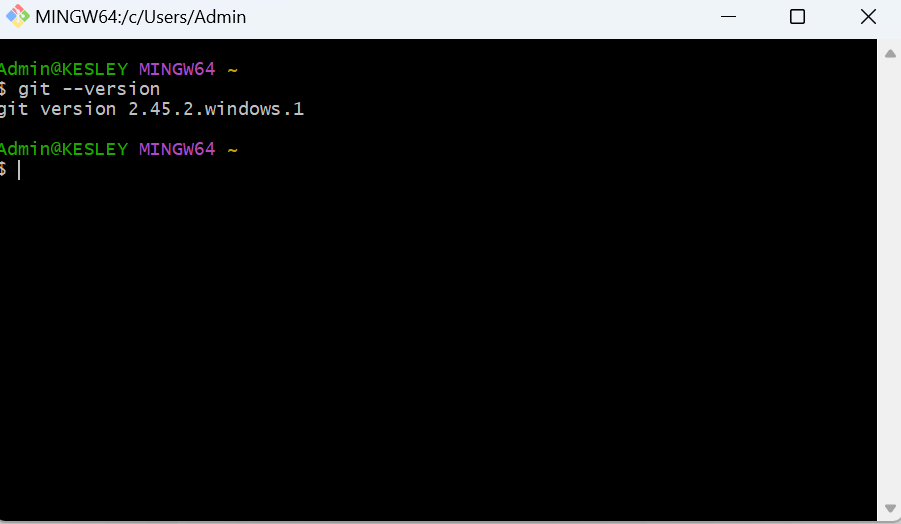 MINGW64:/c/Users/Admin
Admin@KESLEY MINGW64 ~
$ git --version
git version 2.45.2.windows.1
Admin@KESLEY MINGW64 ~
$